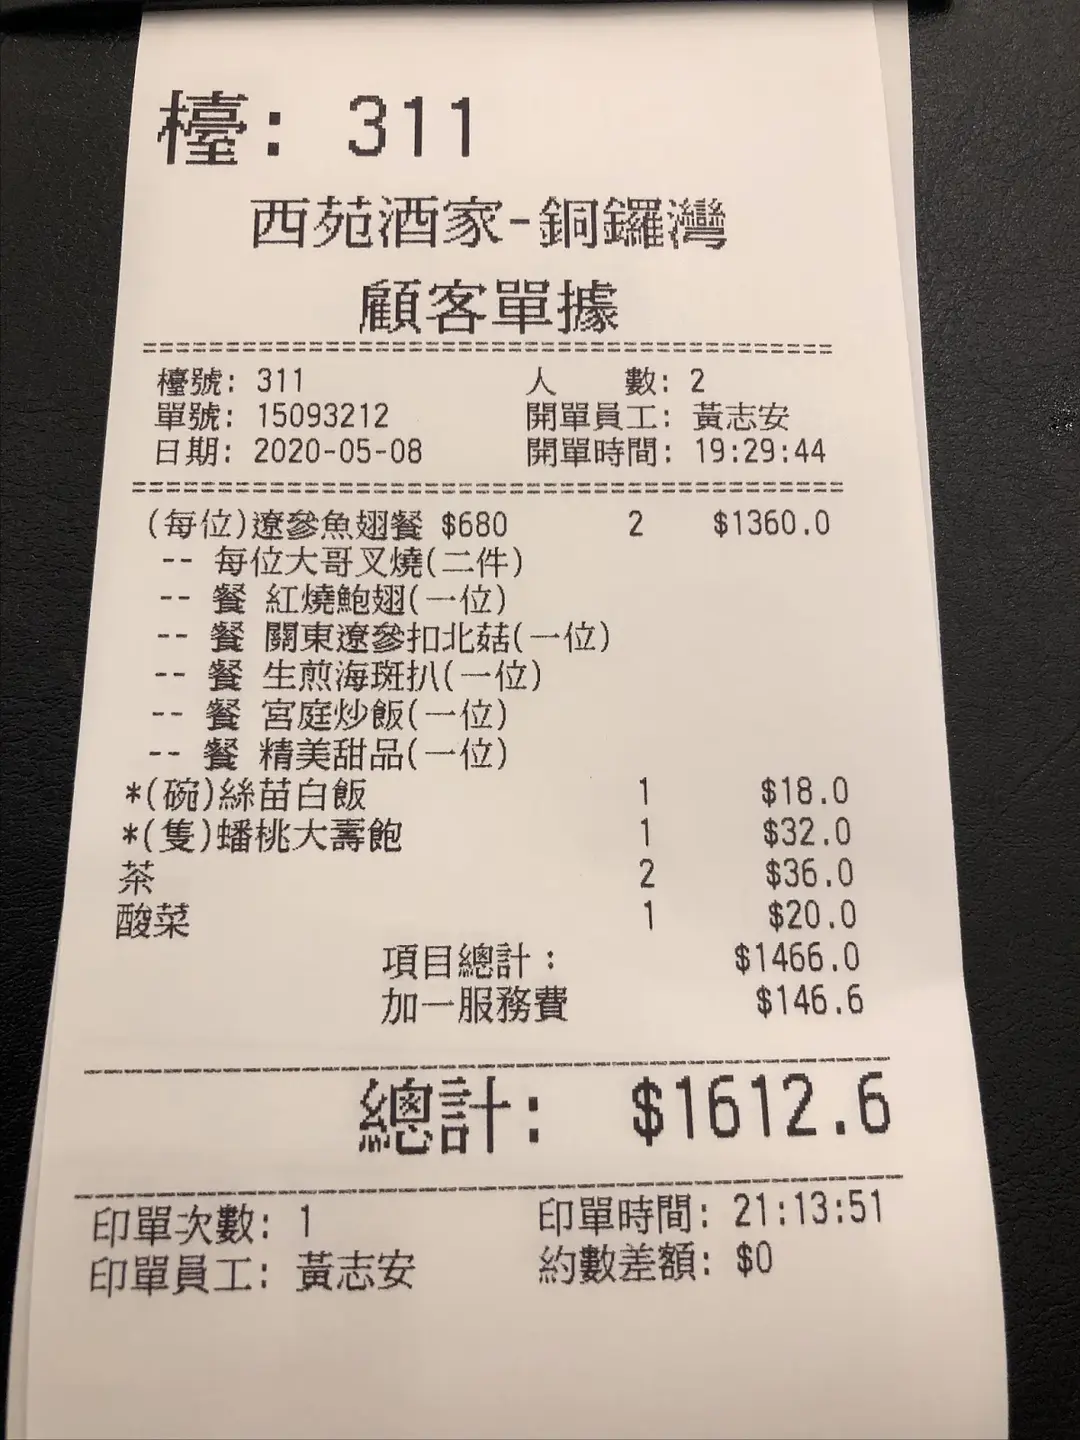 檯: 311
西苑酒家-銅鑼灣
顧客單據
檯號: 311 人 數: 2
單號: 15093212 開單員工: 黃志安
日期: 2020-05-08 開單時間: 19:29:44
(每位)遼參魚翅餐 $680 2 $1360.0
-- 每位大哥叉燒(二件)
-- 餐 紅燒鮑翅(一位)
-- 餐 關東遼參扣北菇(一位)
-- 餐 生煎海斑扒(一位)
-- 餐 宮庭炒飯(一位)
-- 餐 精美甜品(一位)
*(碗)絲苗白飯 1 $18.0
*(隻)蟠桃大壽飽 1 $32.0
茶 2 $36.0
酸菜 1 $20.0
項目總計: $1466.0
加一服務費 $146.6
總計: $1612.6
印單次數: 1 印單時間: 21:13:51
印單員工: 黃志安 約數差額: $0